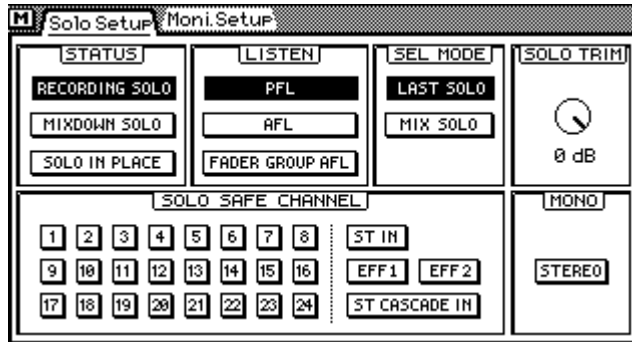 M Solo Setup Moni.Setup
STATUS LISTEN SEL MODE SOLO TRIM
RECORDING SOLO PFL LAST SOLO
MIXDOWN SOLO AFL MIX SOLO
SOLO IN PLACE FADER GROUP AFL 0 dB
SOLO SAFE CHANNEL MONO
1 2 3 4 5 6 7 8 ST IN
9 10 11 12 13 14 15 16 EFF1 EFF2 STEREO
17 18 19 20 21 22 23 24 ST CASCADE IN